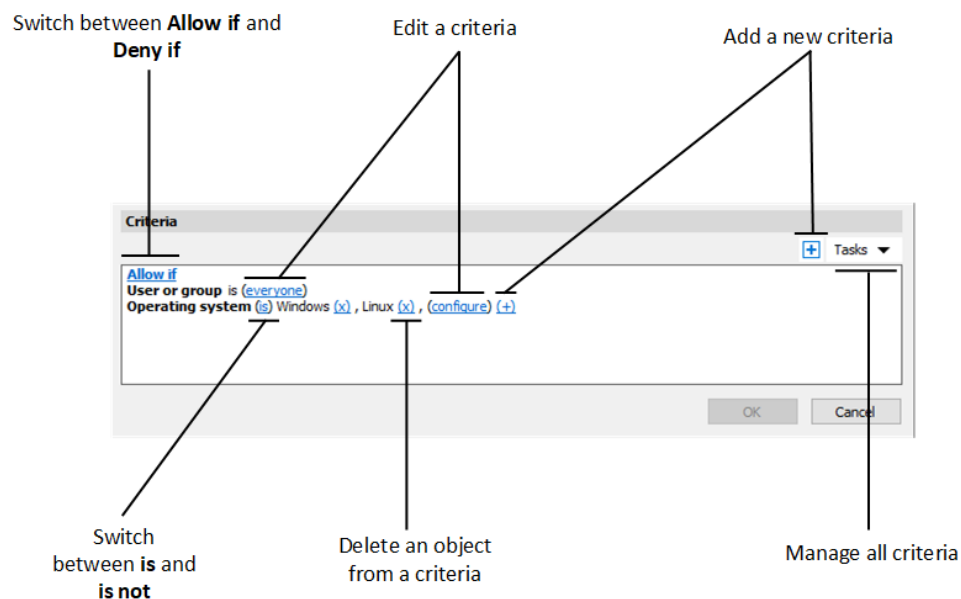 Switch between Allow if and
Deny if
Edit a criteria
Add a new criteria
Criteria
Tasks
Allow if
User or group is (everyone)
Operating system (is) Windows (x) , Linux (x) , (configure) (+)
OK
Cancel
Switch
between is and
is not
Delete an object
from a criteria
Manage all criteria